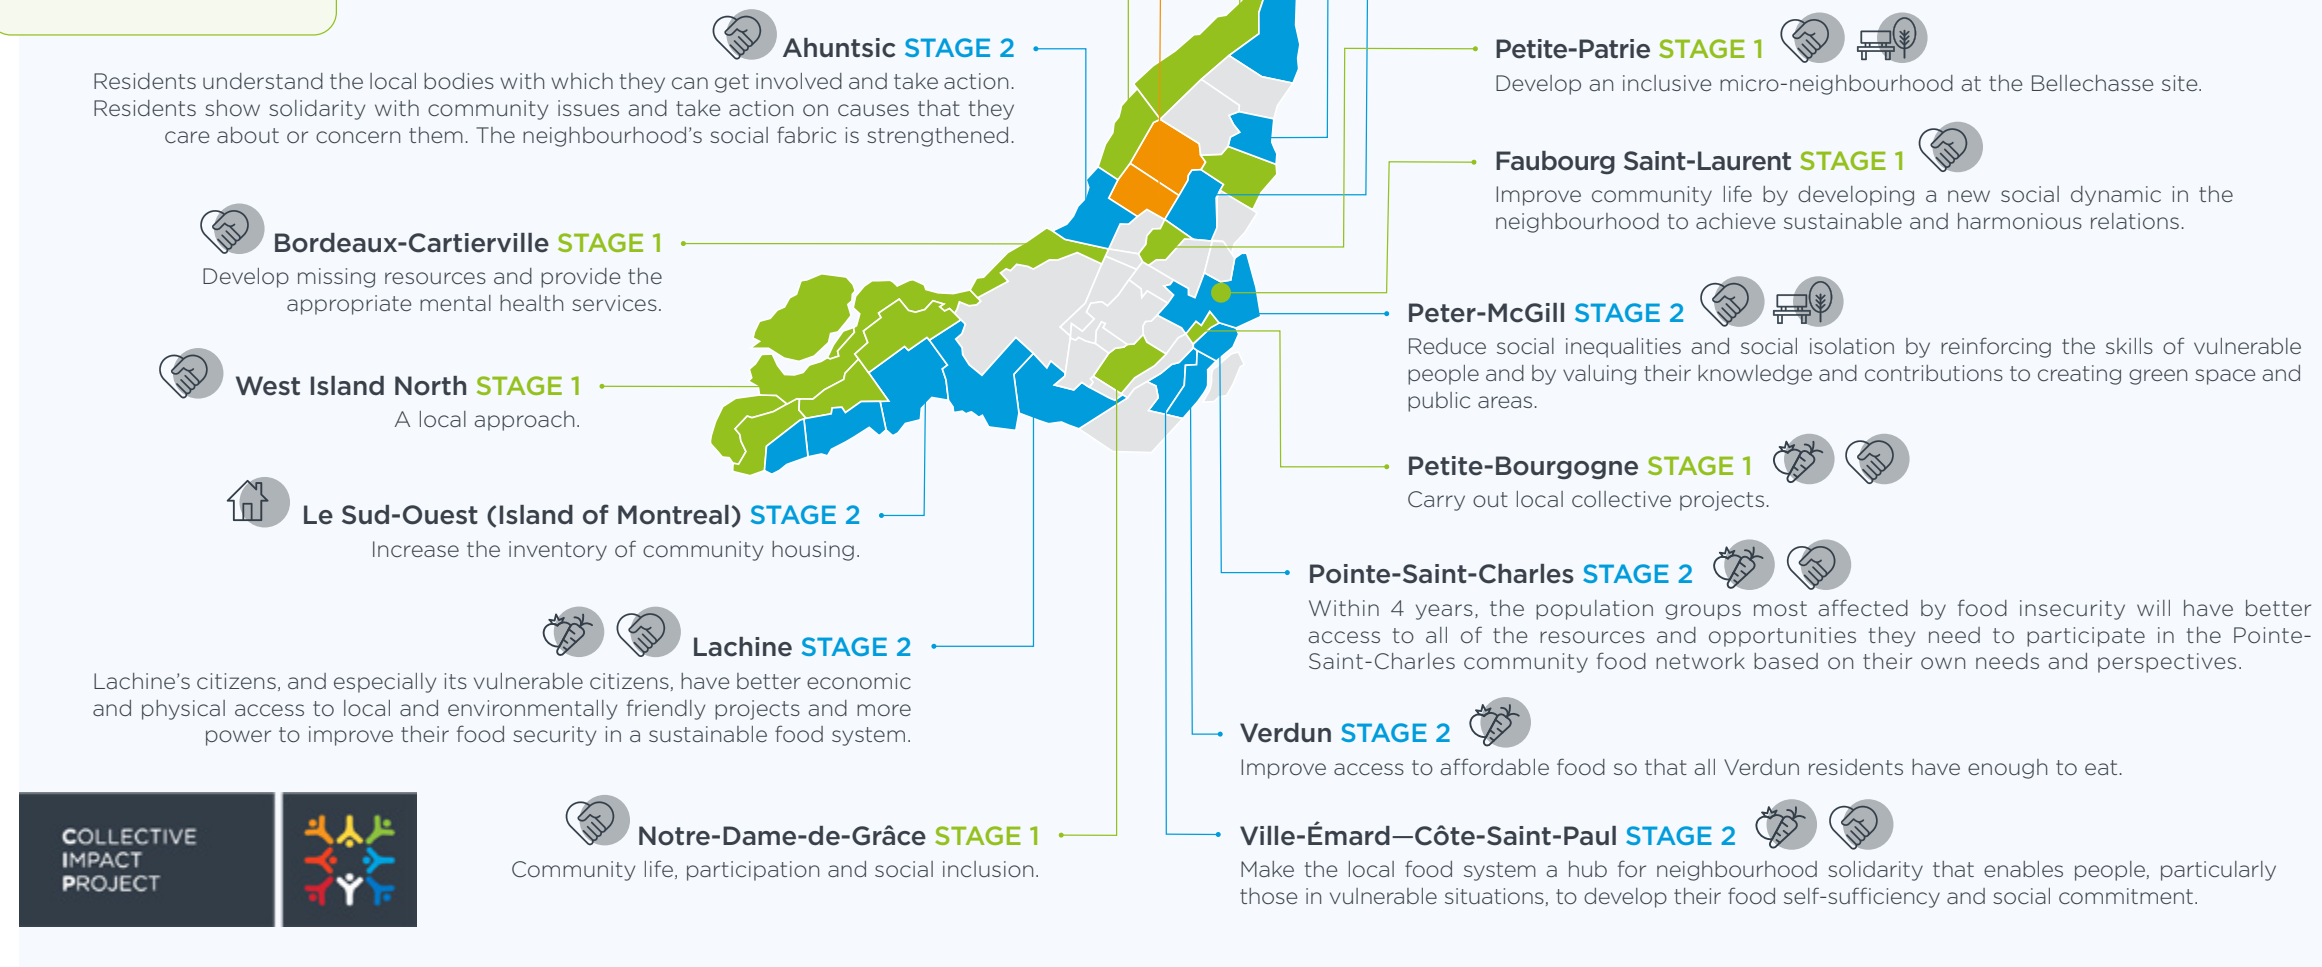 Ahuntsic STAGE 2
Residents understand the local bodies with which they can get involved and take action.
Residents show solidarity with community issues and take action on causes that they
care about or concern them. The neighbourhood's social fabric is strengthened.
Bordeaux-Cartierville STAGE 1
Develop missing resources and provide the
appropriate mental health services.
West Island North STAGE 1
A local approach.
Le Sud-Ouest (Island of Montreal) STAGE 2
Increase the inventory of community housing.
Lachine STAGE 2
Lachine's citizens, and especially its vulnerable citizens, have better economic
and physical access to local and environmentally friendly projects and more
power to improve their food security in a sustainable food system.
Notre-Dame-de-Grâce STAGE 1
Community life, participation and social inclusion.
COLLECTIVE
IMPACT
PROJECT
Petite-Patrie STAGE 1
Develop an inclusive micro-neighbourhood at the Bellechasse site.
Faubourg Saint-Laurent STAGE 1
Improve community life by developing a new social dynamic in the
neighbourhood to achieve sustainable and harmonious relations.
Peter-McGill STAGE 2
Reduce social inequalities and social isolation by reinforcing the skills of vulnerable
people and by valuing their knowledge and contributions to creating green space and
public areas.
Petite-Bourgogne STAGE 1
Carry out local collective projects.
Pointe-Saint-Charles STAGE 2
Within 4 years, the population groups most affected by food insecurity will have better
access to all of the resources and opportunities they need to participate in the Pointe-
Saint-Charles community food network based on their own needs and perspectives.
Verdun STAGE 2
Improve access to affordable food so that all Verdun residents have enough to eat.
Ville-Émard—Côte-Saint-Paul STAGE 2
Make the local food system a hub for neighbourhood solidarity that enables people, particularly
those in vulnerable situations, to develop their food self-sufficiency and social commitment.